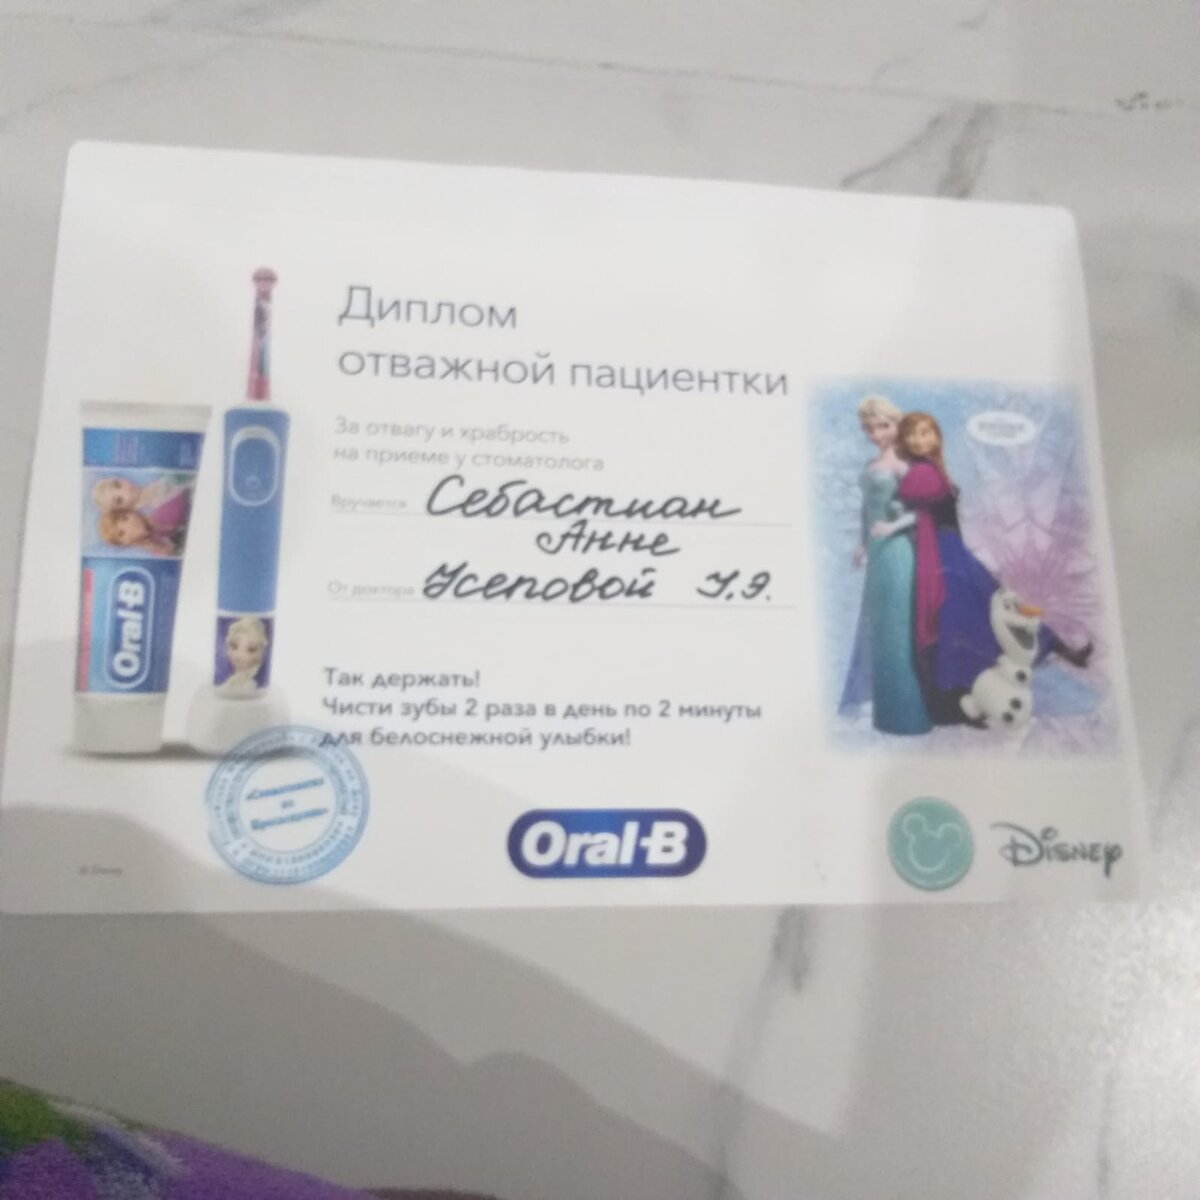 Диплом
отважной пациентки
За отвагу и храбрость
на приеме у стоматолога
Вручается Себастиан
Анне
От доктора Усеповой У.Э.
Так держать!
Чисти зубы 2 раза в день по 2 минуты
для белоснежной улыбки!
Oral-B
Oral-B
Disney
© Disney